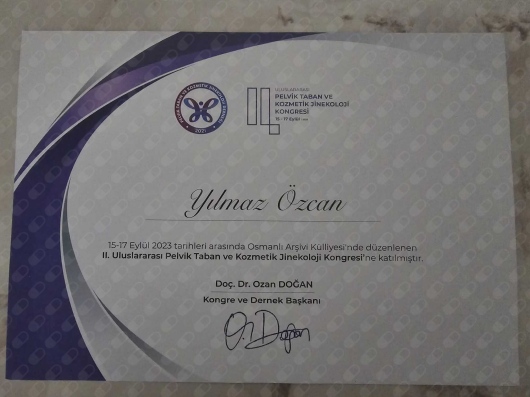 ULUSLARARASI
PELVİK TABAN VE
KOZMETİK JİNEKOLOJİ
KONGRESİ
15 - 17 Eylül
II.
2021
Yılmaz Özcan
15-17 Eylül 2023 tarihleri arasında Osmanlı Arşivi Külliyesi'nde düzenlenen
II. Uluslararası Pelvik Taban ve Kozmetik Jinekoloji Kongresi'ne katılmıştır.
Doç. Dr. Ozan DOĞAN
Kongre ve Dernek Başkanı